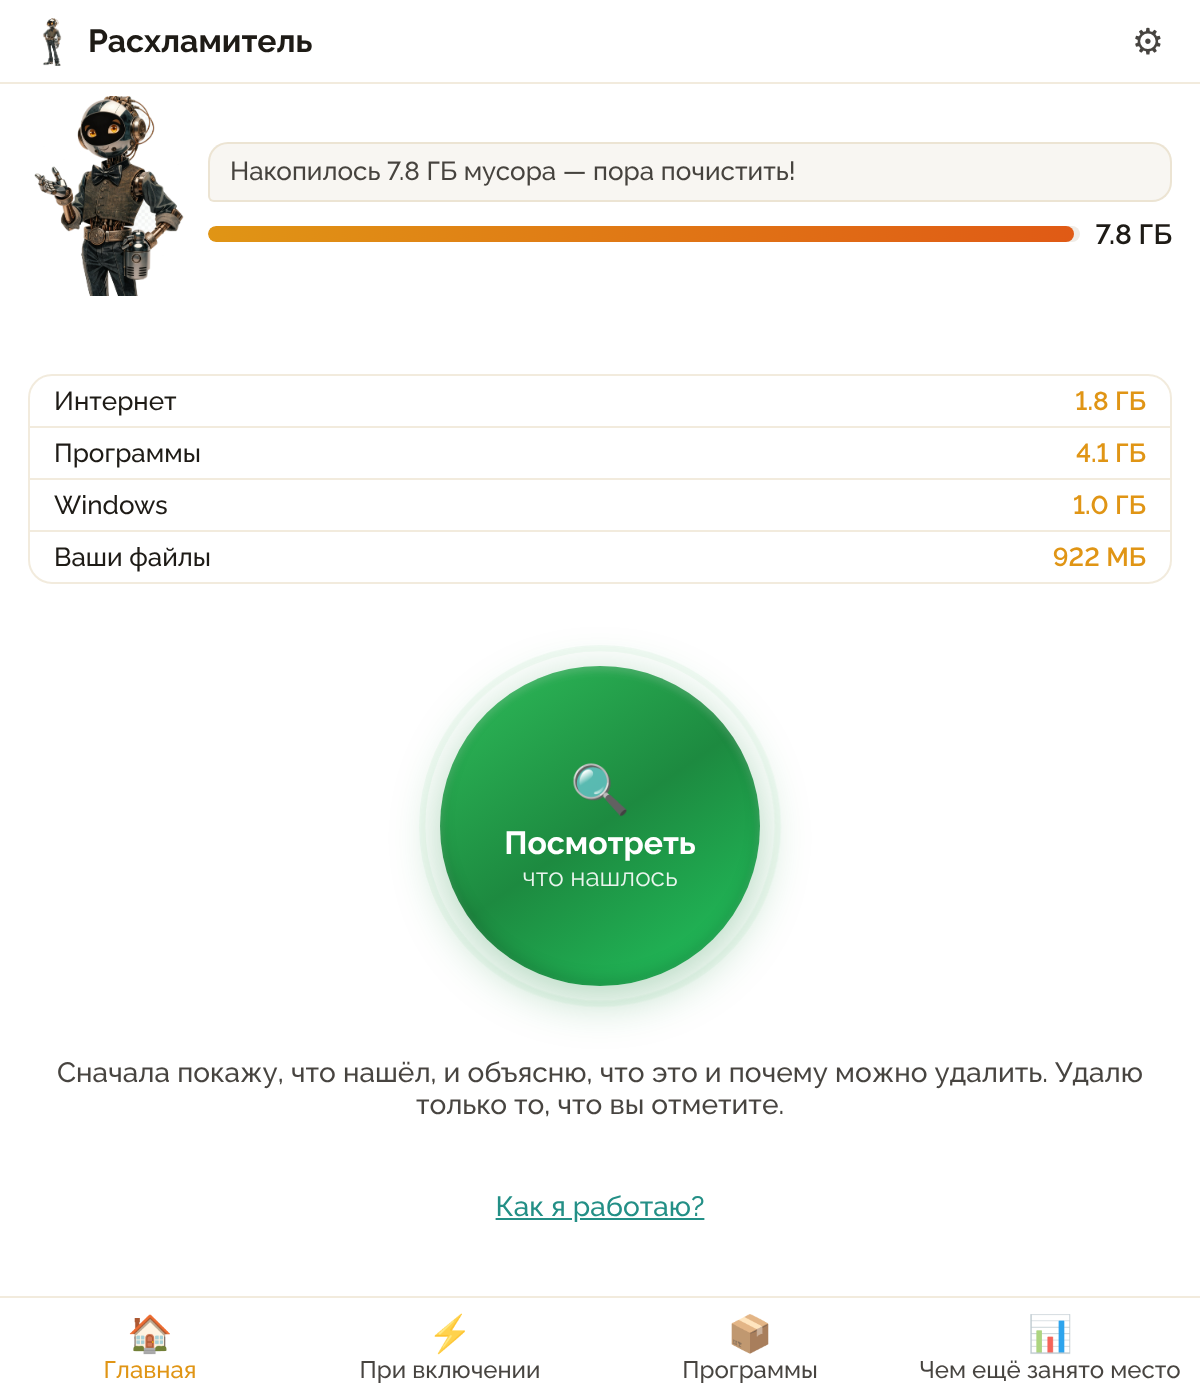 Расхламитель
Накопилось 7.8 ГБ мусора — пора почистить!
7.8 ГБ
Интернет 1.8 ГБ
Программы 4.1 ГБ
Windows 1.0 ГБ
Ваши файлы 922 МБ
Посмотреть
что нашлось
Сначала покажу, что нашёл, и объясню, что это и почему можно удалить. Удалю
только то, что вы отметите.
Как я работаю?
Главная При включении Программы Чем ещё занято место